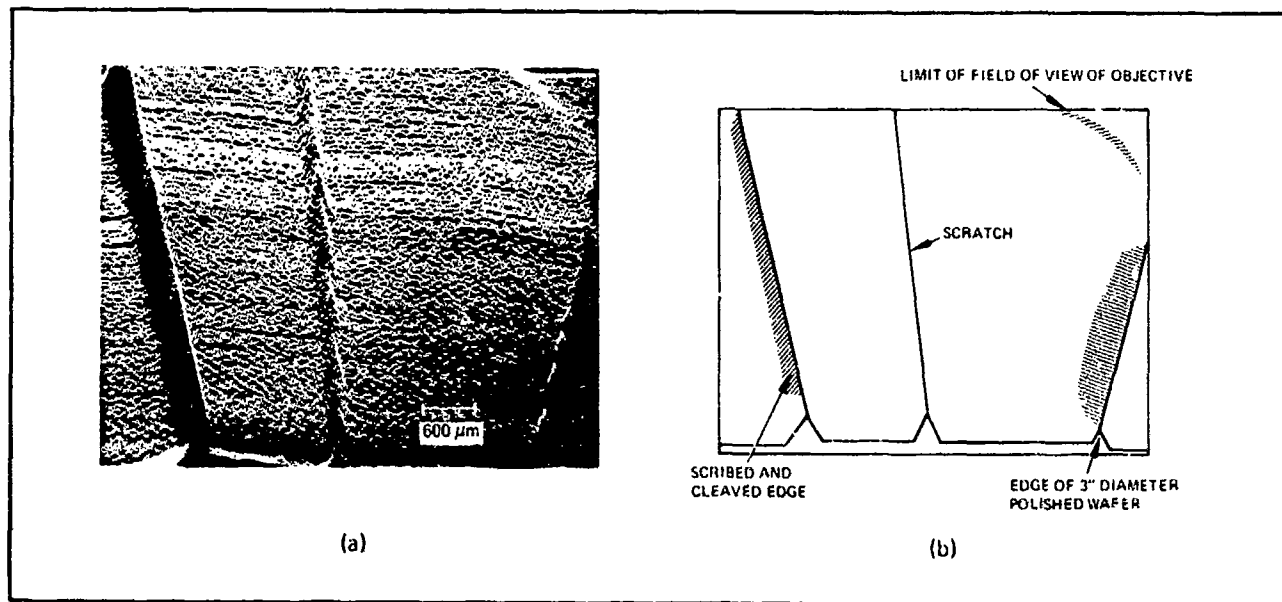 600 μm
(a)
LIMIT OF FIELD OF VIEW OF OBJECTIVE
SCRATCH
SCRIBED AND
CLEAVED EDGE
EDGE OF 3" DIAMETER
POLISHED WAFER
(b)